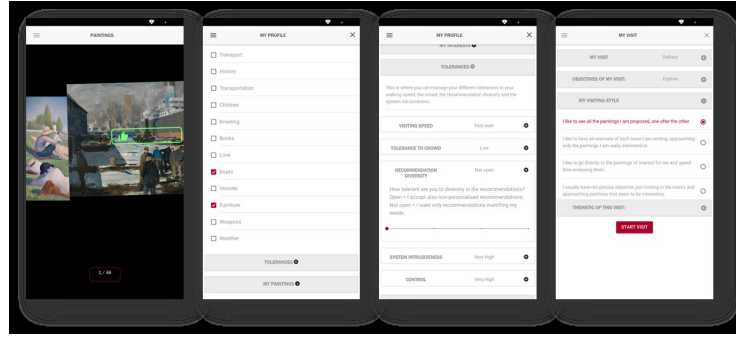 PAINTINGS
3 / 48
MY PROFILE
Transport
History
Transportation
Children
Kneeling
Books
Love
Boats
Vessels
Furniture
Weapons
Weather
TOLERANCES
MY PAINTINGS
MY PROFILE
MY INTERESTS
TOLERANCES
This is where you can manage your different tolerances to your
walking speed, the crowd, the recommendation diversity and the
system intrusiveness.
VISITING SPEED Fast walk
TOLERANCE TO CROWD Low
RECOMMENDATION Not open
DIVERSITY
How tolerant are you to diversity in the recommendations?
Open = I accept also non personalised recommendations,
Not open = I want only recommendations matching my
needs.
SYSTEM INTRUSIVENESS Very High
CONTROL Very High
MY VISIT
MY VISIT Solitary
OBJECTIVES OF MY VISIT: Explore
MY VISITING STYLE
I like to see all the paintings I am proposed, one after the other.
I like to have an overview of each room I am visiting, approaching
only the paintings I am really interested in.
I like to go directly to the paintings of interest for me and spend
time analysing them.
I usually have not precise objective, just looking in the rooms and
approaching paintings that seem to be interesting.
THEMATIC OF THIS VISIT:
START VISIT